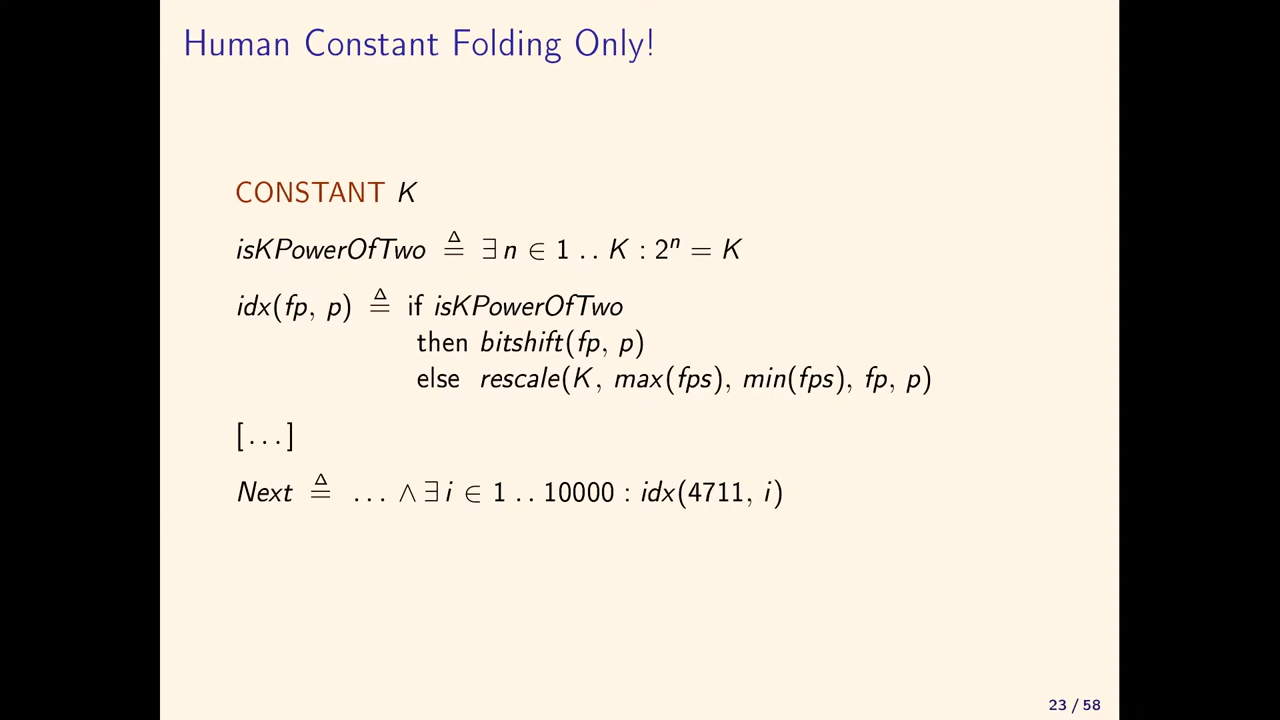 Human Constant Folding Only!
CONSTANT K
isKPowerOfTwo ≜ ∃ n ∈ 1 .. K : 2ⁿ = K
idx(fp, p) ≜ if isKPowerOfTwo
then bitshift(fp, p)
else rescale(K, max(fps), min(fps), fp, p)
[...]
Next ≜ ... ∧ ∃ i ∈ 1 .. 10000 : idx(4711, i)
23 / 58